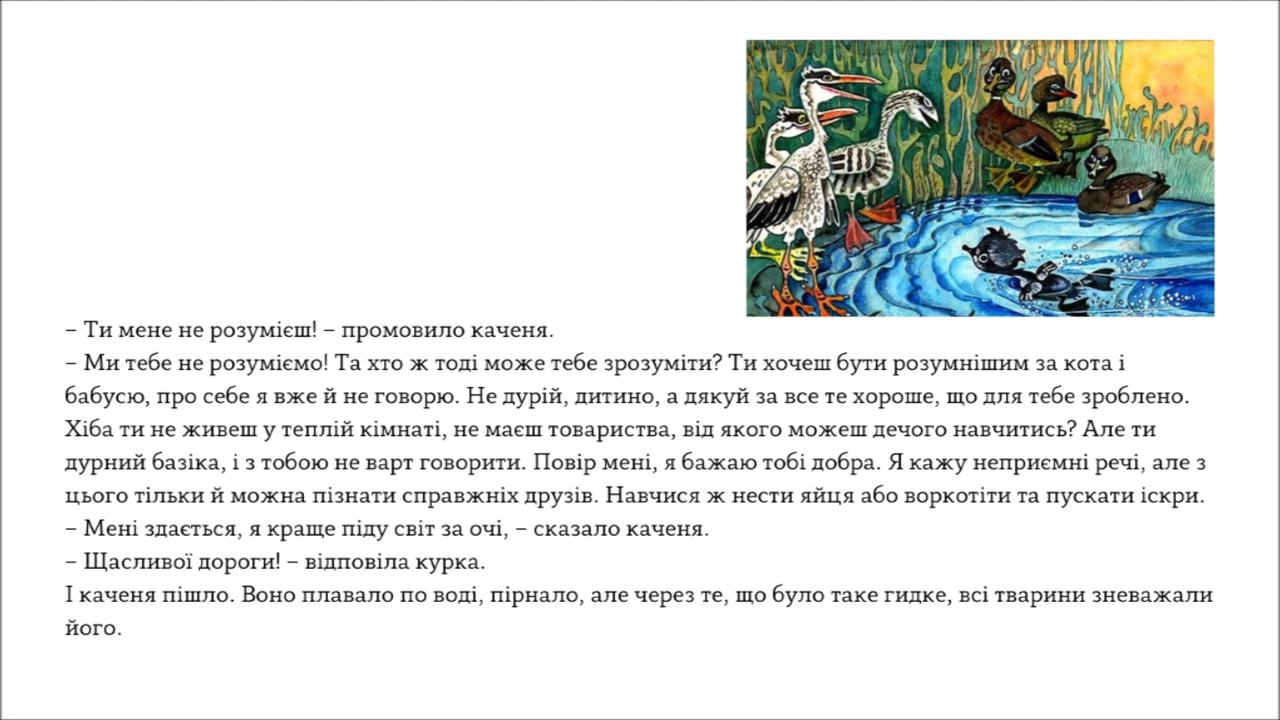 – Ти мене не розумієш! – промовило каченя.
– Ми тебе не розуміємо! Та хто ж тоді може тебе зрозуміти? Ти хочеш бути розумнішим за кота і
бабусю, про себе я вже й не говорю. Не дурій, дитино, а дякуй за все те хороше, що для тебе зроблено.
Хіба ти не живеш у теплій кімнаті, не маєш товариства, від якого можеш дечого навчитись? Але ти
дурний базіка, і з тобою не варт говорити. Повір мені, я бажаю тобі добра. Я кажу неприємні речі, але з
цього тільки й можна пізнати справжніх друзів. Навчися ж нести яйця або воркотіти та пускати іскри.
– Мені здається, я краще піду світ за очі, – сказало каченя.
– Щасливої дороги! – відповіла курка.
І каченя пішло. Воно плавало по воді, пірнало, але через те, що було таке гидке, всі тварини зневажали
його.